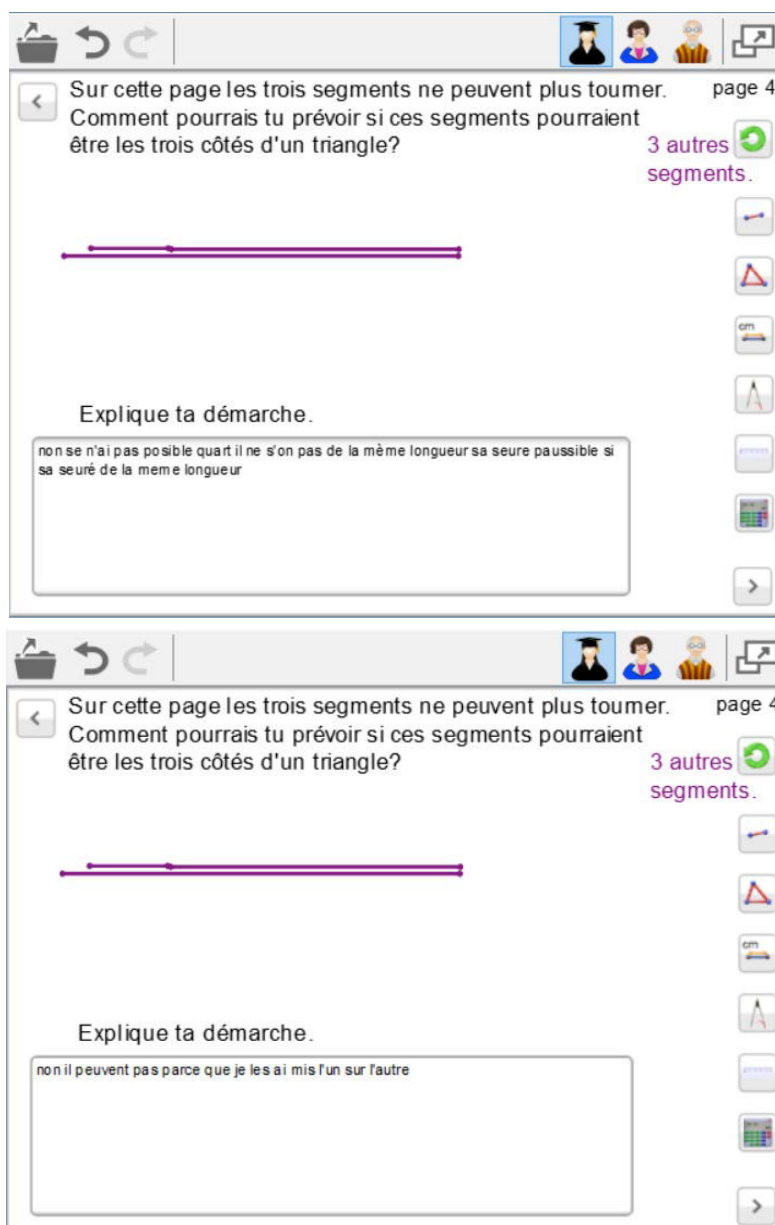 Sur cette page les trois segments ne peuvent plus tourner. page 4
Comment pourrais tu prévoir si ces segments pourraient
être les trois côtés d'un triangle?
3 autres
segments.
cm
Explique ta démarche.
non se n'ai pas posible quart il ne s'on pas de la mème longueur sa seure paussible si
sa seuré de la meme longueur
Sur cette page les trois segments ne peuvent plus tourner. page 4
Comment pourrais tu prévoir si ces segments pourraient
être les trois côtés d'un triangle?
3 autres
segments.
cm
Explique ta démarche.
non il peuvent pas parce que je les ai mis l'un sur l'autre